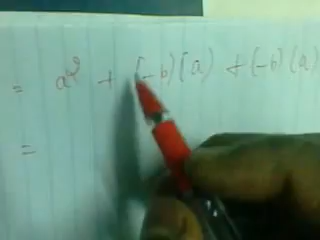 = a² + (-b)(a) + (-b)(a)
=